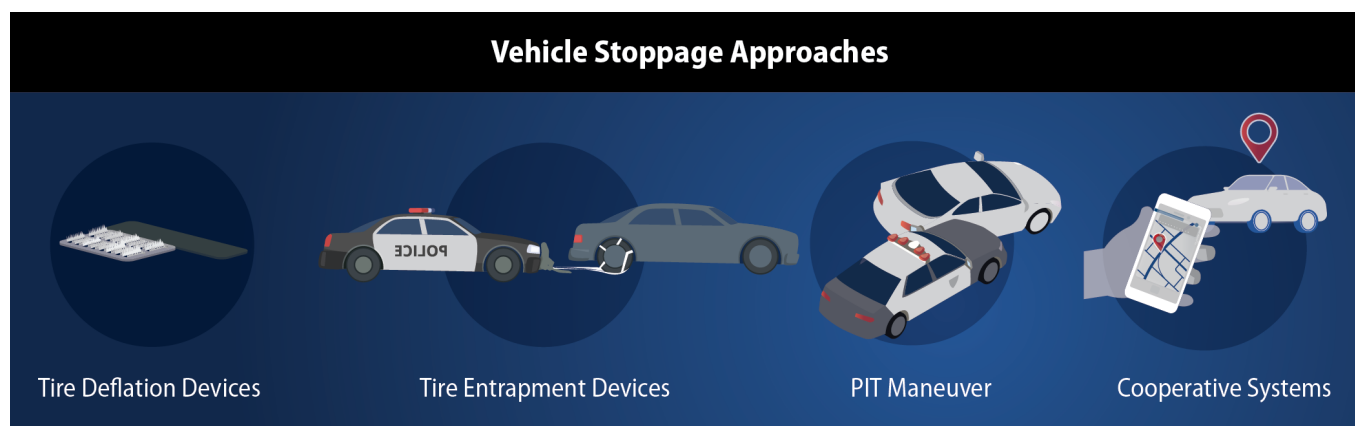 Vehicle Stoppage Approaches
POLICE
Tire Deflation Devices
Tire Entrapment Devices
PIT Maneuver
Cooperative Systems